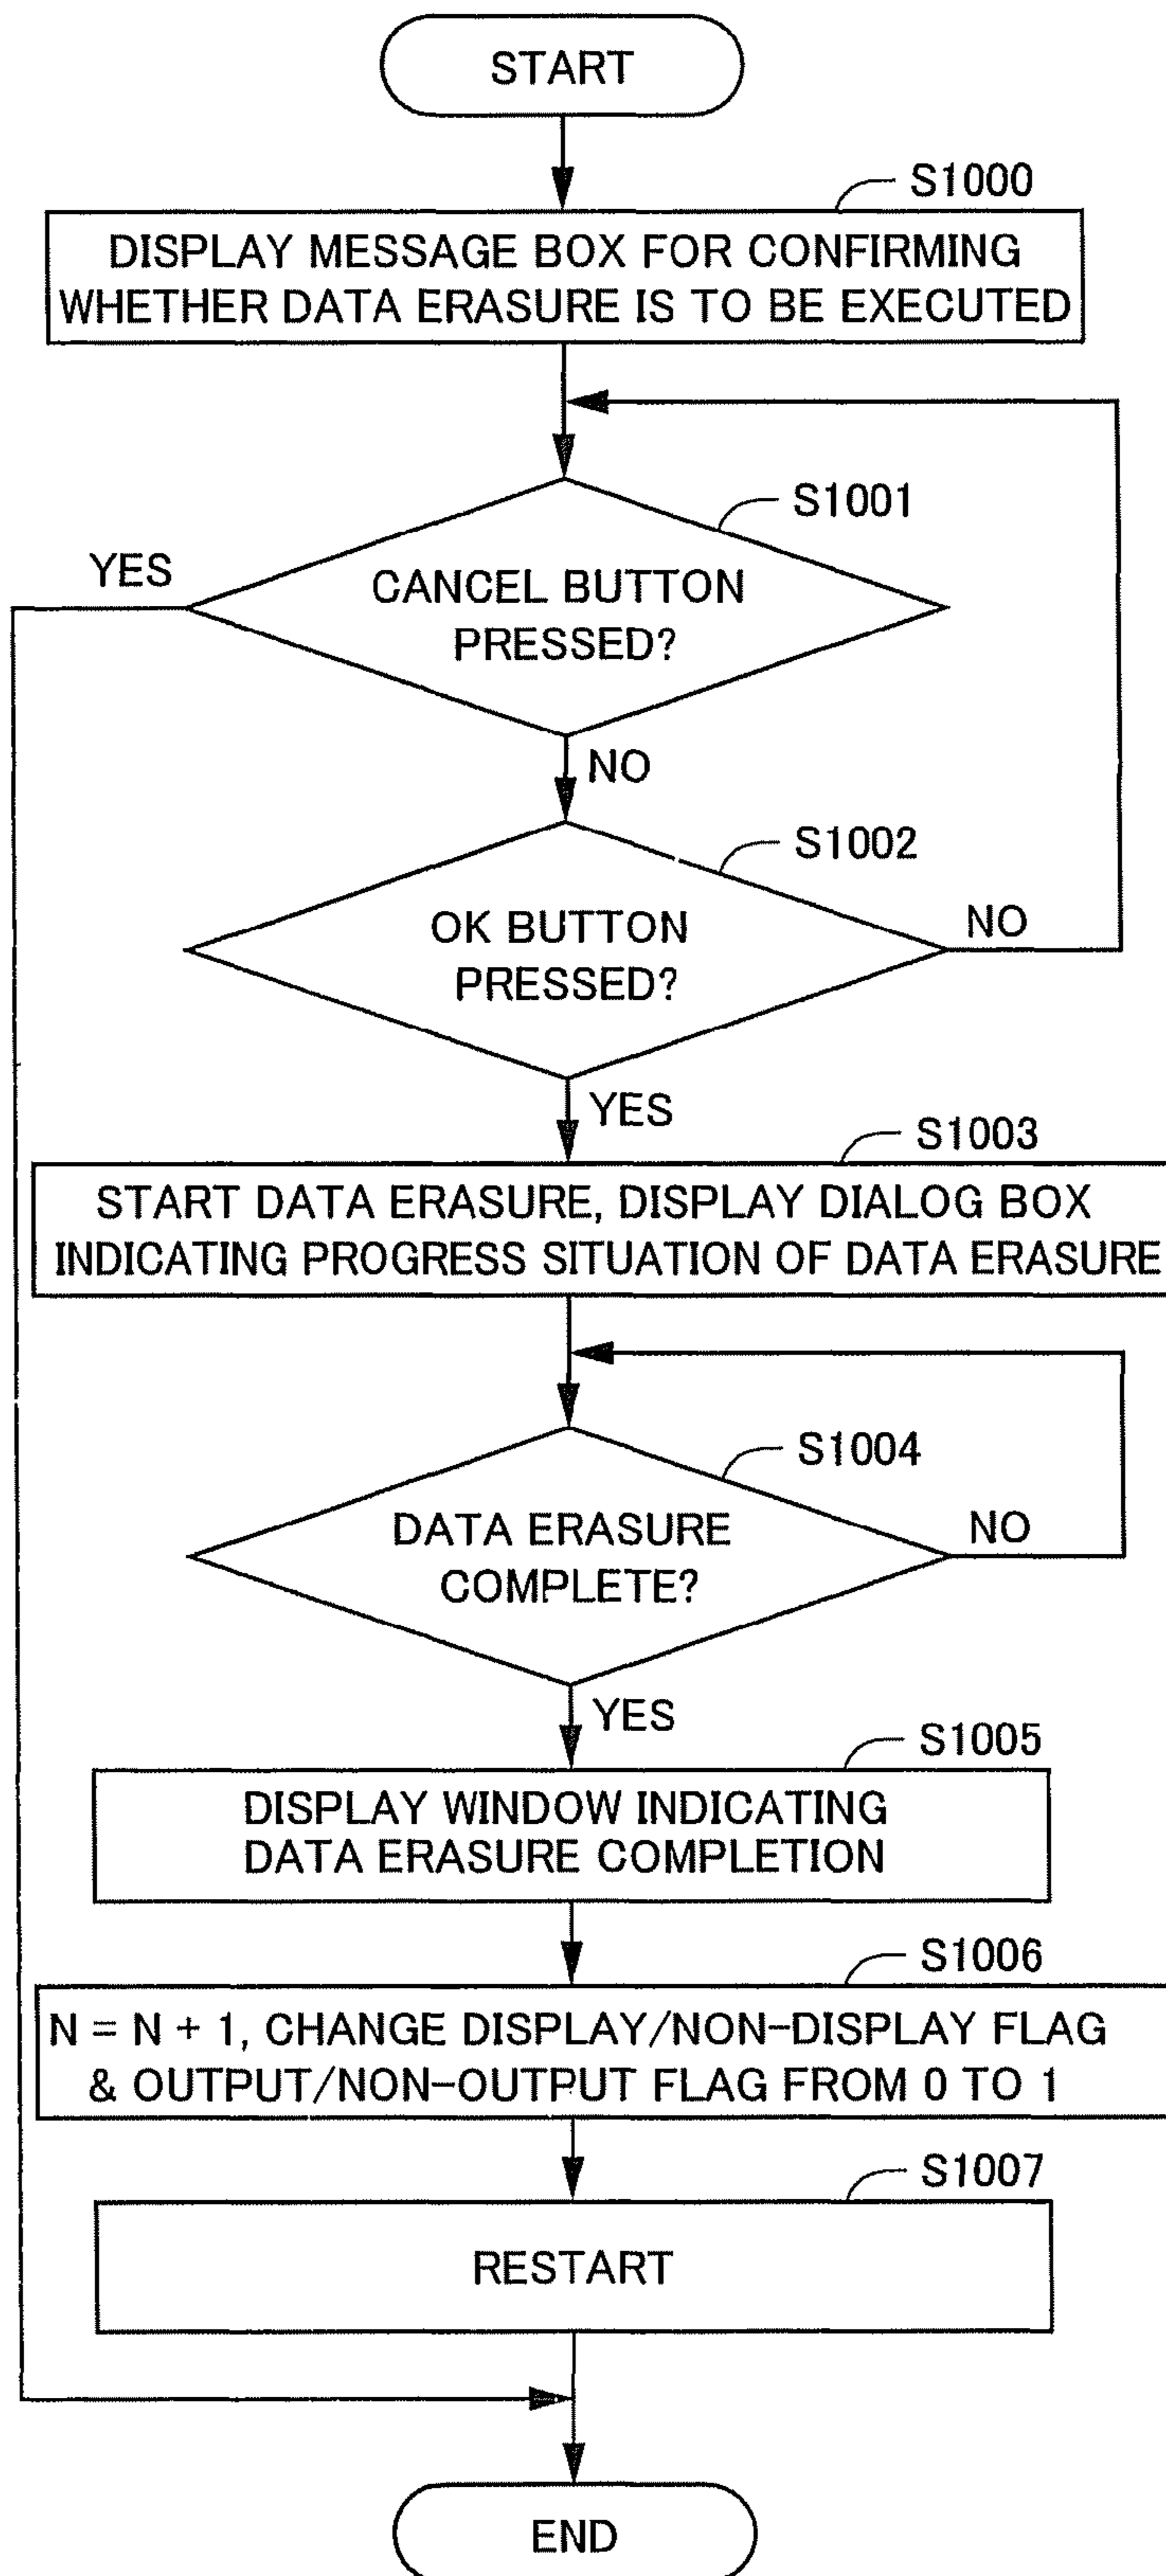 START
S1000
DISPLAY MESSAGE BOX FOR CONFIRMING
WHETHER DATA ERASURE IS TO BE EXECUTED
S1001
YES
CANCEL BUTTON
PRESSED?
NO
S1002
OK BUTTON
PRESSED?
NO
YES
S1003
START DATA ERASURE, DISPLAY DIALOG BOX
INDICATING PROGRESS SITUATION OF DATA ERASURE
S1004
DATA ERASURE
COMPLETE?
NO
YES
S1005
DISPLAY WINDOW INDICATING
DATA ERASURE COMPLETION
S1006
N = N + 1, CHANGE DISPLAY/NON-DISPLAY FLAG
& OUTPUT/NON-OUTPUT FLAG FROM 0 TO 1
S1007
RESTART
END